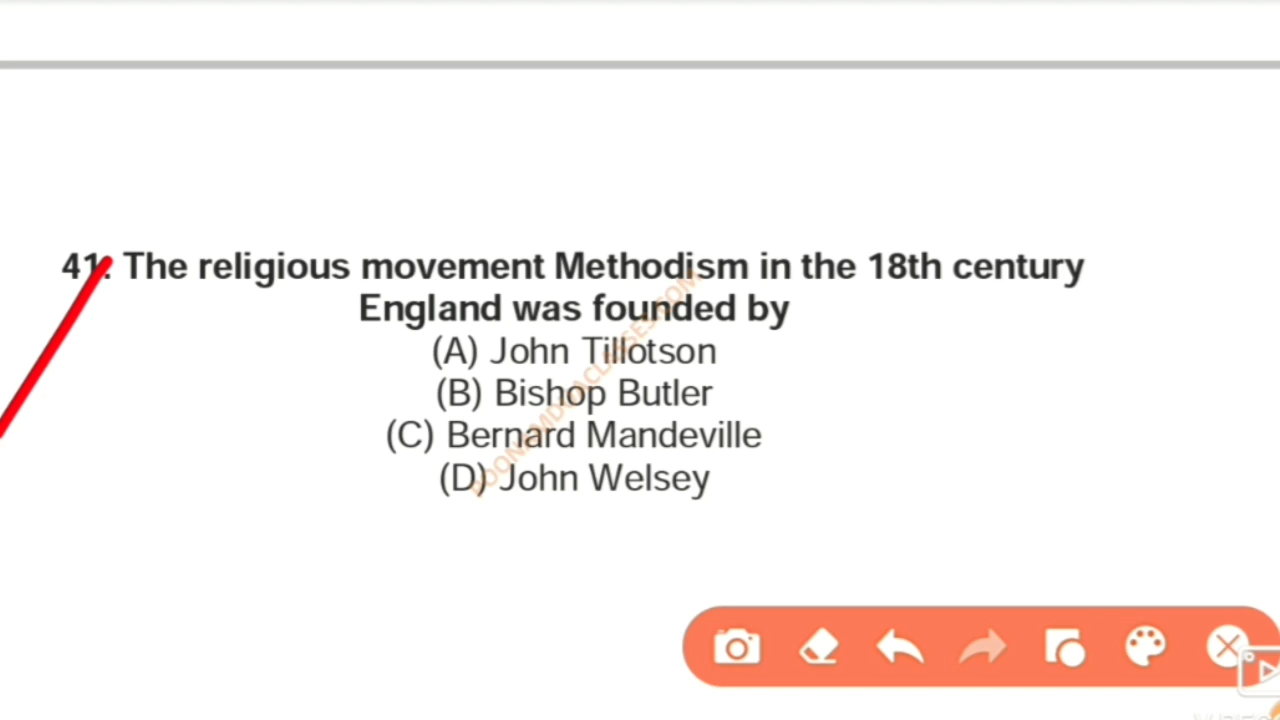 41. The religious movement Methodism in the 18th century
England was founded by
(A) John Tillotson
(B) Bishop Butler
(C) Bernard Mandeville
(D) John Welsey